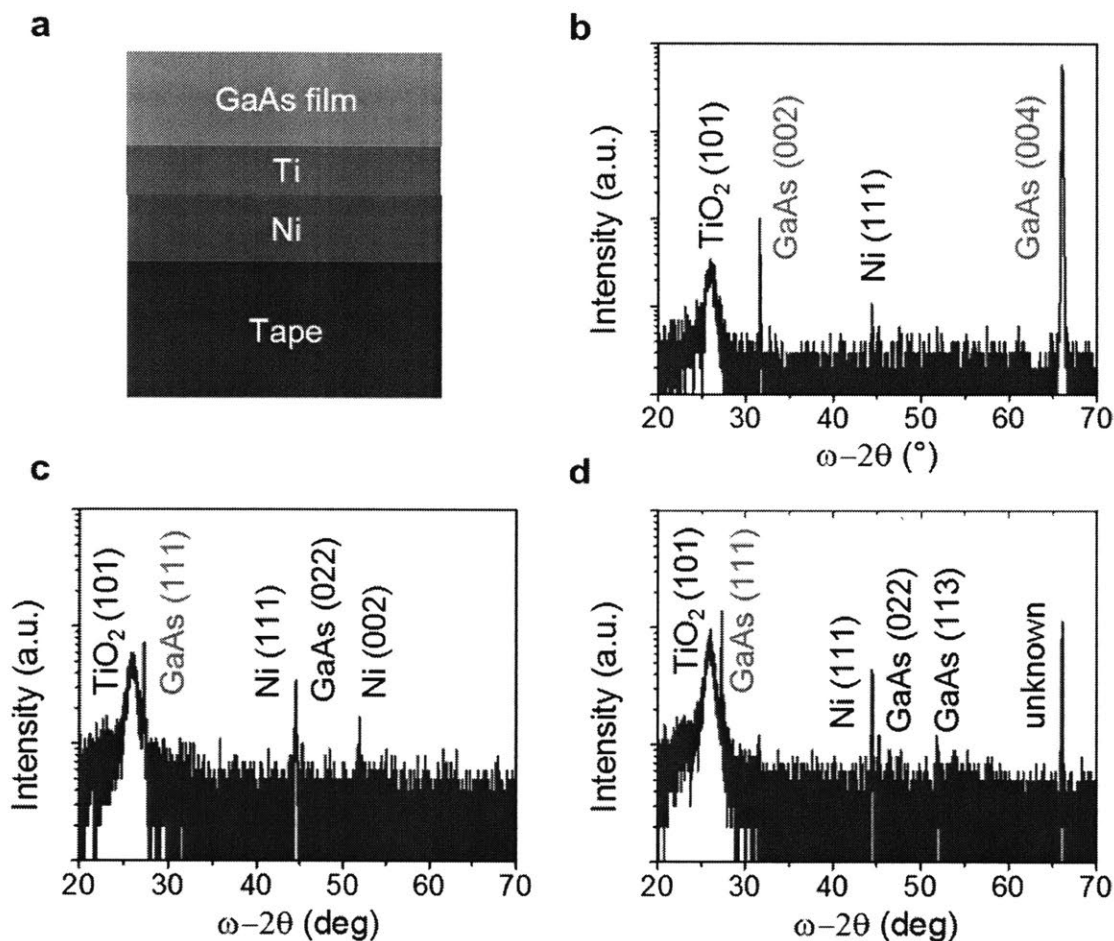 a
GaAs film
Ti
Ni
Tape
b
Intensity (a.u.)
TiO₂ (101)
GaAs (002)
Ni (111)
GaAs (004)
20 30 40 50 60 70
ω−2θ (°)
c
Intensity (a.u.)
TiO₂ (101)
GaAs (111)
Ni (111)
GaAs (022)
Ni (002)
20 30 40 50 60 70
ω−2θ (deg)
d
Intensity (a.u.)
TiO₂ (101)
GaAs (111)
Ni (111)
GaAs (022)
GaAs (113)
unknown
20 30 40 50 60 70
ω−2θ (deg)